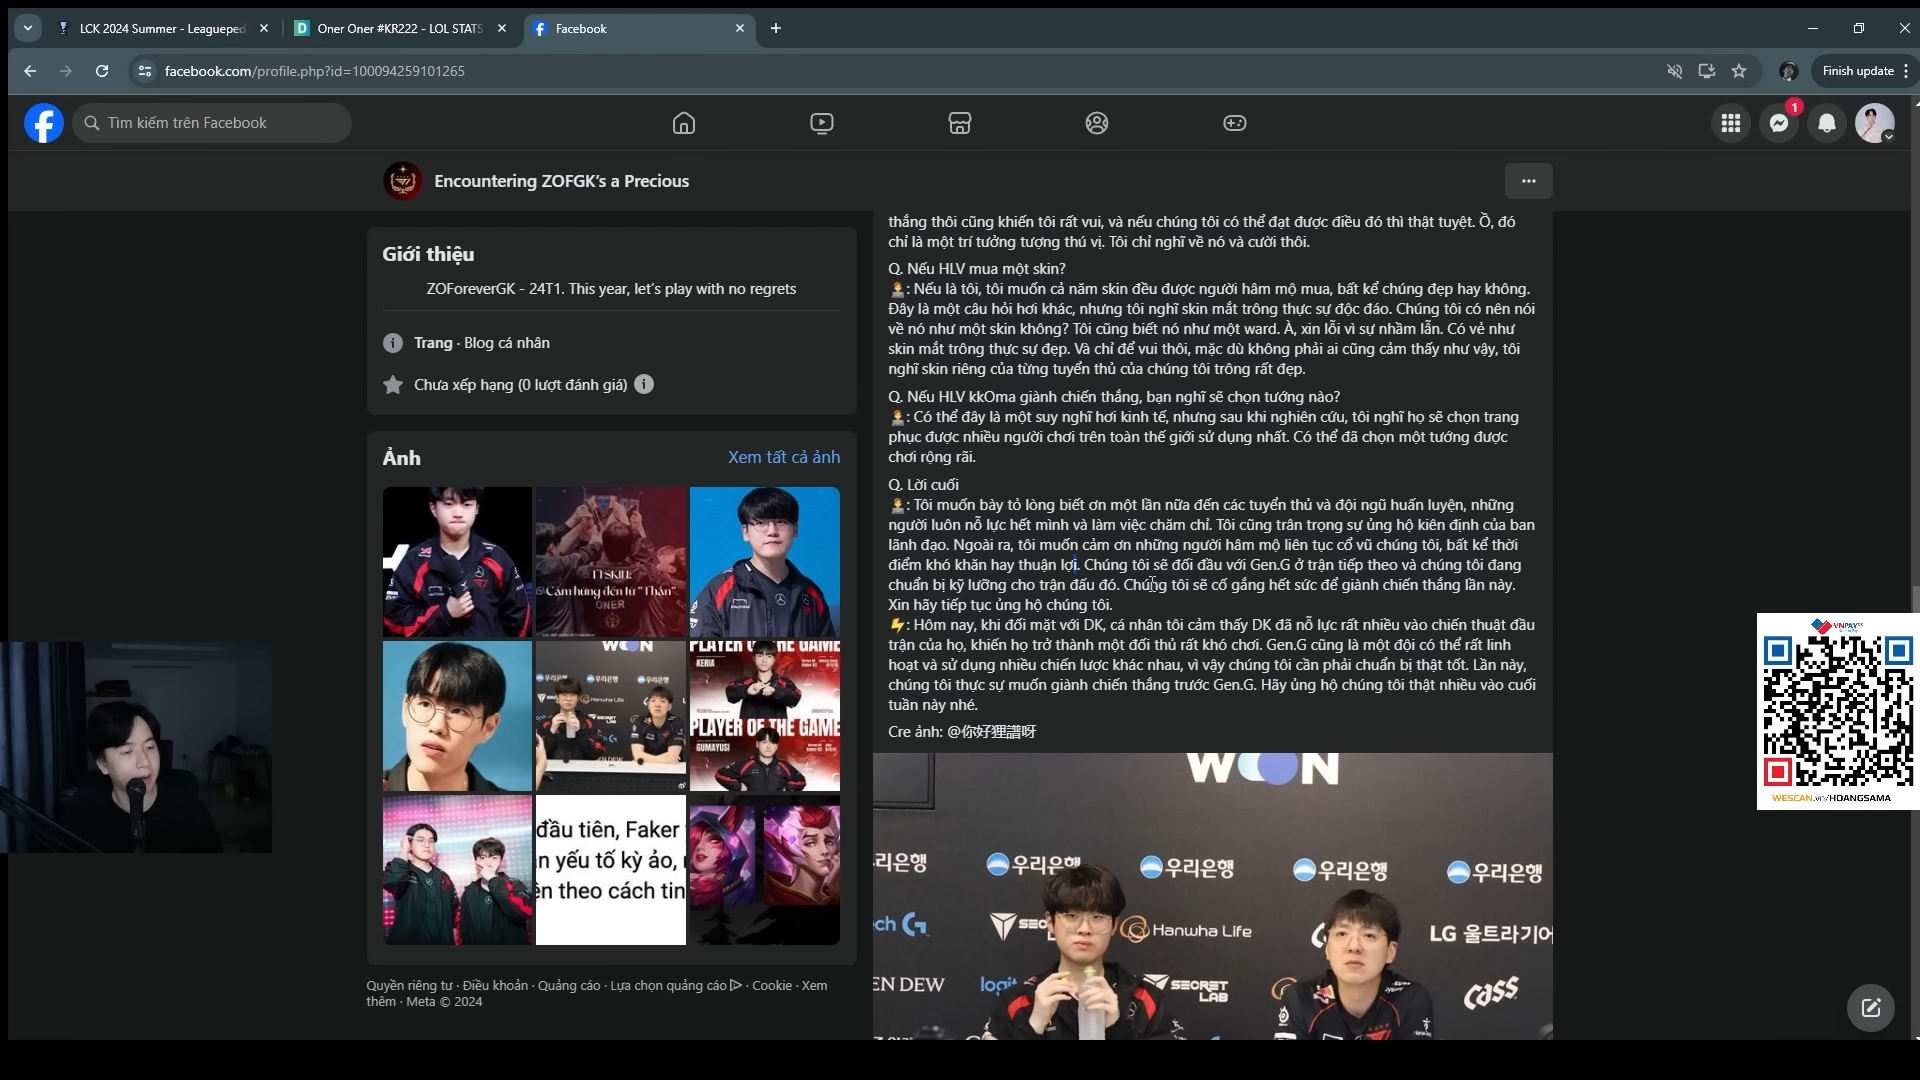 LCK 2024 Summer - Leagueped
Oner Oner #KR222 - LOL STATS
Facebook
facebook.com/profile.php?id=100094259101265
Finish update
Tìm kiếm trên Facebook
1
Encountering ZOFGK's a Precious
Giới thiệu
ZOForeverGK - 24T1. This year, let's play with no regrets
Trang · Blog cá nhân
Chưa xếp hạng (0 lượt đánh giá)
Ảnh
Xem tất cả ảnh
T1 SKILL:
Cảm hứng đến từ "Thần"
ONER
PLAYER OF THE GAME
KERIA
PLAYER OF THE GAME
GUMAYUSI
đầu tiên, Faker
n yếu tố kỳ ảo,
ên theo cách tin
Quyền riêng tư · Điều khoản · Quảng cáo · Lựa chọn quảng cáo · Cookie · Xem
thêm · Meta © 2024
thắng thôi cũng khiến tôi rất vui, và nếu chúng tôi có thể đạt được điều đó thì thật tuyệt. Ồ, đó
chỉ là một trí tưởng tượng thú vị. Tôi chỉ nghĩ về nó và cười thôi.
Q. Nếu HLV mua một skin?
: Nếu là tôi, tôi muốn cả năm skin đều được người hâm mộ mua, bất kể chúng đẹp hay không.
Đây là một câu hỏi hơi khác, nhưng tôi nghĩ skin mắt trông thực sự độc đáo. Chúng tôi có nên nói
về nó như một skin không? Tôi cũng biết nó như một ward. À, xin lỗi vì sự nhầm lẫn. Có vẻ như
skin mắt trông thực sự đẹp. Và chỉ để vui thôi, mặc dù không phải ai cũng cảm thấy như vậy, tôi
nghĩ skin riêng của từng tuyển thủ của chúng tôi trông rất đẹp.
Q. Nếu HLV kkOma giành chiến thắng, bạn nghĩ sẽ chọn tướng nào?
: Có thể đây là một suy nghĩ hơi kinh tế, nhưng sau khi nghiên cứu, tôi nghĩ họ sẽ chọn trang
phục được nhiều người chơi trên toàn thế giới sử dụng nhất. Có thể đã chọn một tướng được
chơi rộng rãi.
Q. Lời cuối
: Tôi muốn bày tỏ lòng biết ơn một lần nữa đến các tuyển thủ và đội ngũ huấn luyện, những
người luôn nỗ lực hết mình và làm việc chăm chỉ. Tôi cũng trân trọng sự ủng hộ kiên định của ban
lãnh đạo. Ngoài ra, tôi muốn cảm ơn những người hâm mộ liên tục cổ vũ chúng tôi, bất kể thời
điểm khó khăn hay thuận lợi. Chúng tôi sẽ đối đầu với Gen.G ở trận tiếp theo và chúng tôi đang
chuẩn bị kỹ lưỡng cho trận đấu đó. Chúng tôi sẽ cố gắng hết sức để giành chiến thắng lần này.
Xin hãy tiếp tục ủng hộ chúng tôi.
⚡: Hôm nay, khi đối mặt với DK, cá nhân tôi cảm thấy DK đã nỗ lực rất nhiều vào chiến thuật đầu
trận của họ, khiến họ trở thành một đối thủ rất khó chơi. Gen.G cũng là một đội có thể rất linh
hoạt và sử dụng nhiều chiến lược khác nhau, vì vậy chúng tôi cần phải chuẩn bị thật tốt. Lần này,
chúng tôi thực sự muốn giành chiến thắng trước Gen.G. Hãy ủng hộ chúng tôi thật nhiều vào cuối
tuần này nhé.
Cre ảnh: @你好狸譜呀
WOON
리은행 우리은행 우리은행 우리은행 우리은행
tech G Hanwha Life LG 울트라기어
EN DEW logit SECRET LAB Cass
VNPAY
WESCAN.vn/HOANGSAMA